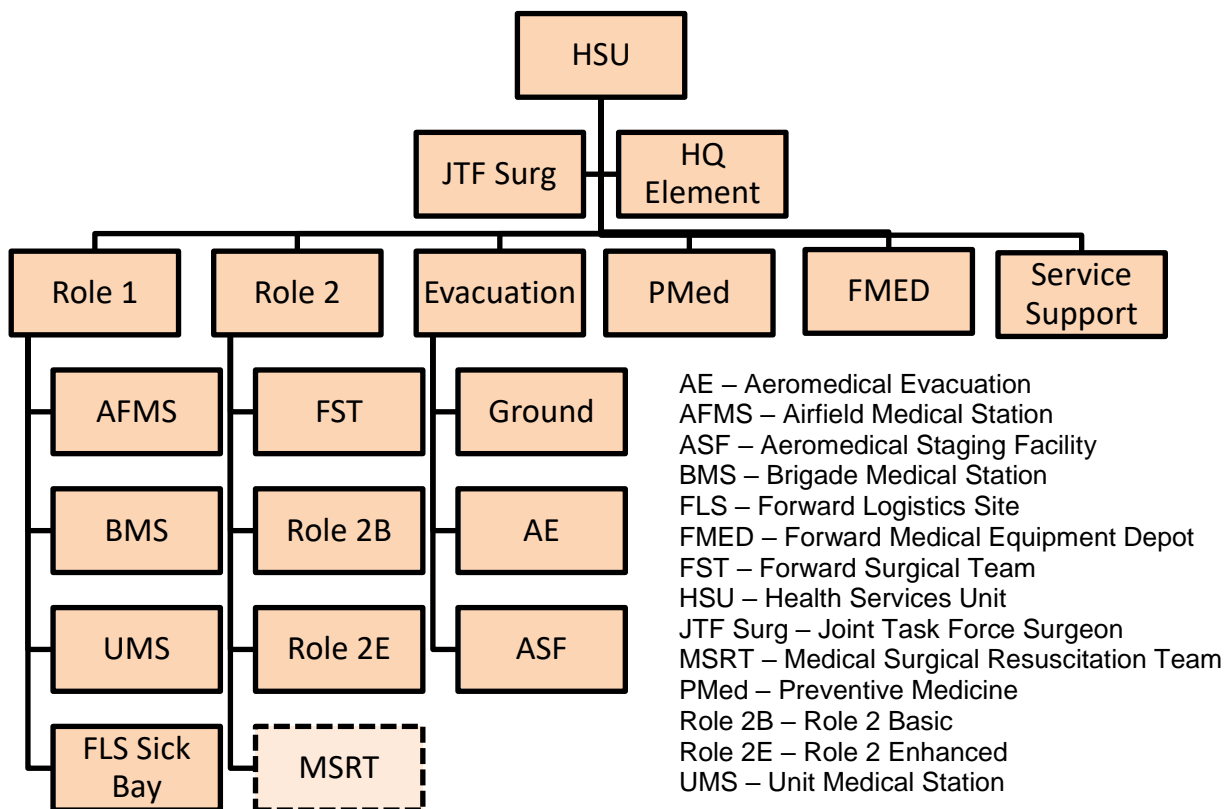 HSU
JTF Surg
HQ
Element
Role 1
Role 2
Evacuation
PMed
FMED
Service
Support
AFMS
FST
Ground
BMS
Role 2B
AE
UMS
Role 2E
ASF
FLS Sick
Bay
MSRT
AE – Aeromedical Evacuation
AFMS – Airfield Medical Station
ASF – Aeromedical Staging Facility
BMS – Brigade Medical Station
FLS – Forward Logistics Site
FMED – Forward Medical Equipment Depot
FST – Forward Surgical Team
HSU – Health Services Unit
JTF Surg – Joint Task Force Surgeon
MSRT – Medical Surgical Resuscitation Team
PMed – Preventive Medicine
Role 2B – Role 2 Basic
Role 2E – Role 2 Enhanced
UMS – Unit Medical Station